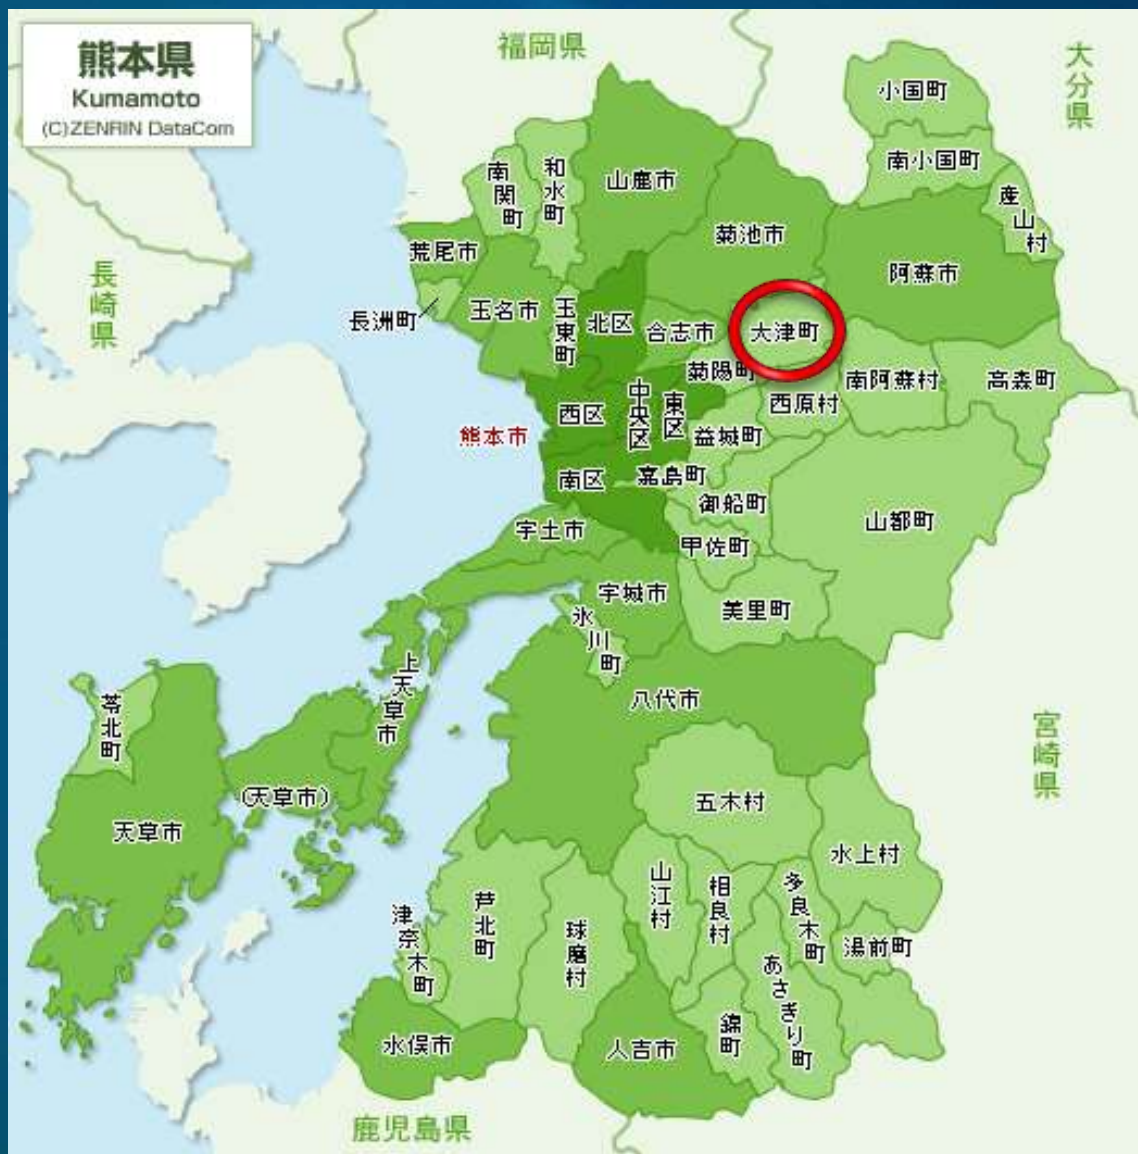 熊本県
Kumamoto
(C)ZENRIN DataCom
福岡県
大分県
小国町
南小国町
産山村
南関町
和水町
山鹿市
菊池市
阿蘇市
荒尾市
長洲町
玉名市
玉東町
北区
合志市
大津町
菊陽町
南阿蘇村
高森町
長崎県
西区
中央区
東区
西原村
益城町
熊本市
南区
嘉島町
御船町
山都町
宇土市
甲佐町
宇城市
美里町
氷川町
上天草市
八代市
苓北町
宮崎県
(天草市)
天草市
五木村
水上村
山江村
相良村
多良木町
芦北町
津奈木町
球磨村
湯前町
あさぎり町
錦町
水俣市
人吉市
鹿児島県